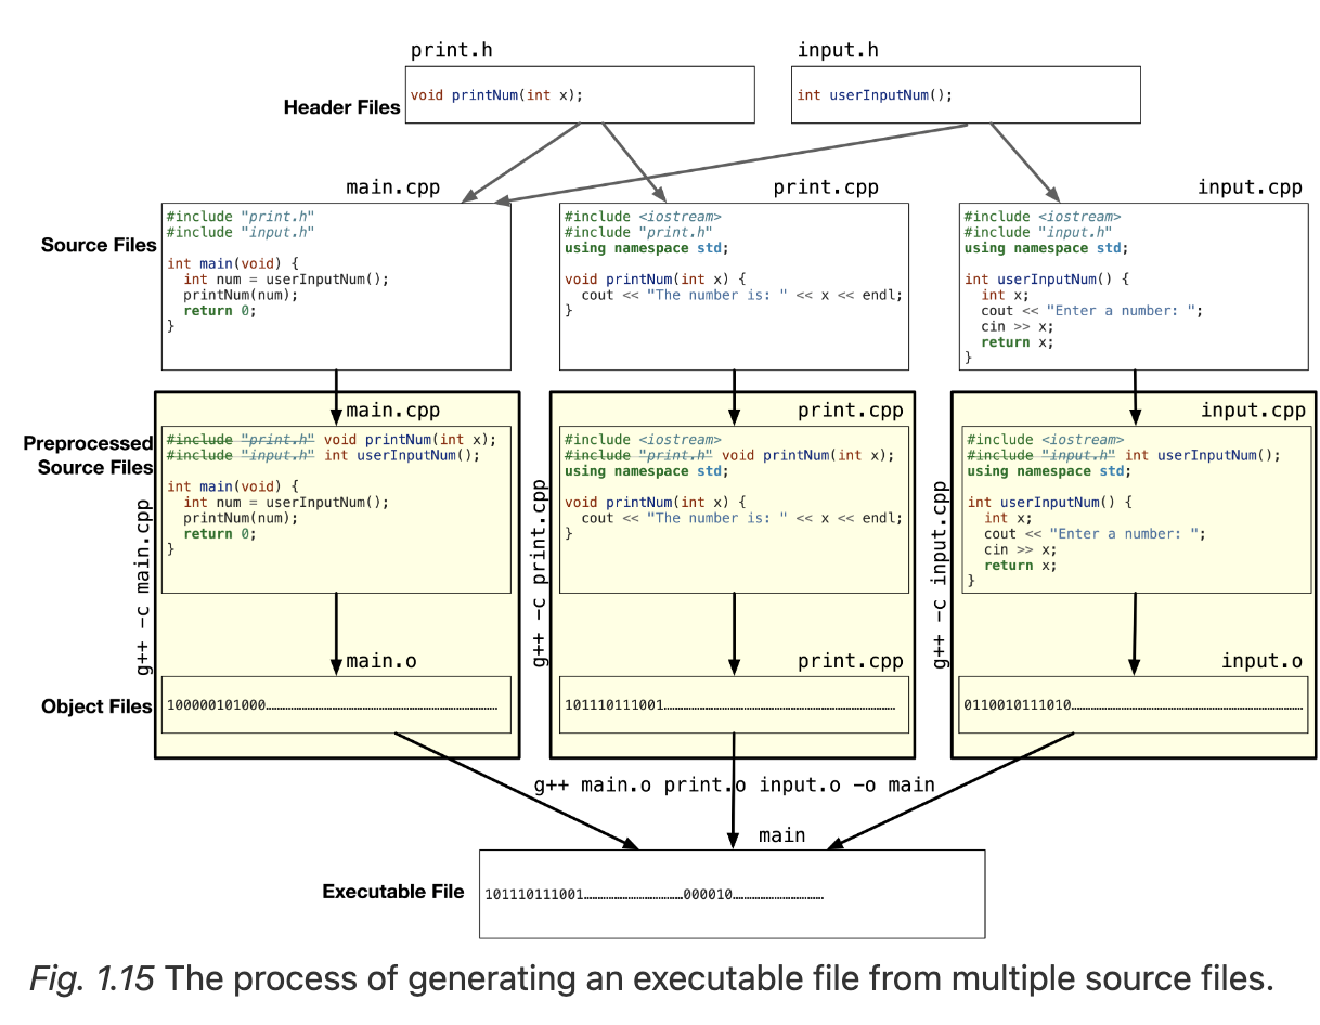 print.h
void printNum(int x);
input.h
int userInputNum();
Header Files
main.cpp
#include "print.h"
#include "input.h"
int main(void) {
int num = userInputNum();
printNum(num);
return 0;
}
print.cpp
#include <iostream>
#include "print.h"
using namespace std;
void printNum(int x) {
cout << "The number is: " << x << endl;
}
input.cpp
#include <iostream>
#include "input.h"
using namespace std;
int userInputNum() {
int x;
cout << "Enter a number: ";
cin >> x;
return x;
}
Source Files
main.cpp
#include "print.h" void printNum(int x);
#include "input.h" int userInputNum();
int main(void) {
int num = userInputNum();
printNum(num);
return 0;
}
print.cpp
#include <iostream>
#include "print.h" void printNum(int x);
using namespace std;
void printNum(int x) {
cout << "The number is: " << x << endl;
}
input.cpp
#include <iostream>
#include "input.h" int userInputNum();
using namespace std;
int userInputNum() {
int x;
cout << "Enter a number: ";
cin >> x;
return x;
}
Preprocessed
Source Files
g++ -c main.cpp
g++ -c print.cpp
g++ -c input.cpp
main.o
100000101000..........
print.cpp
101110111001..........
input.o
0110010111010..........
Object Files
g++ main.o print.o input.o -o main
main
Executable File
101110111001..........000010..........
Fig. 1.15 The process of generating an executable file from multiple source files.